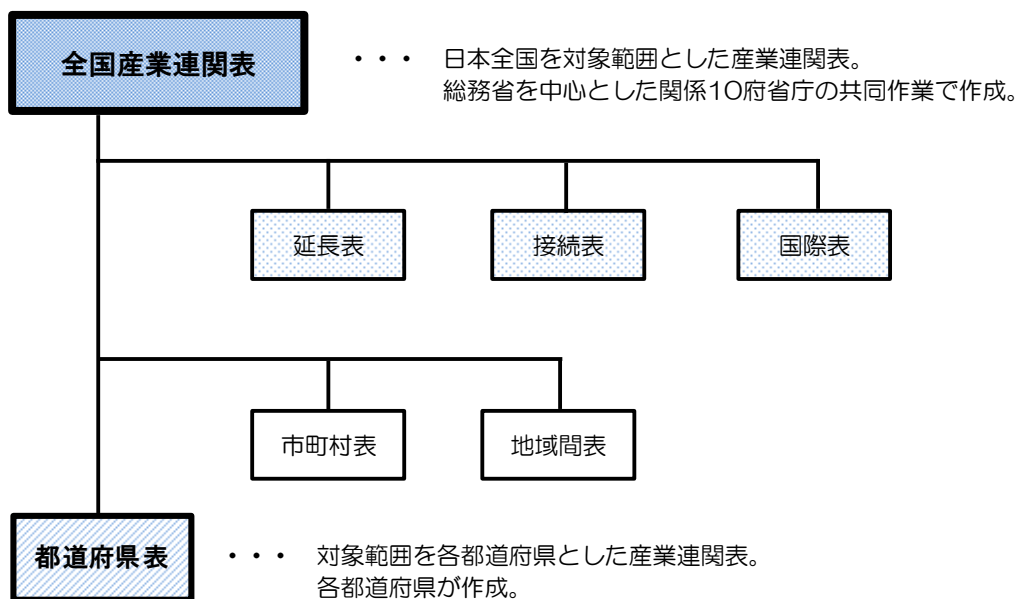 全国産業連関表
・・・ 日本全国を対象範囲とした産業連関表。
総務省を中心とした関係10府省庁の共同作業で作成。
延長表
接続表
国際表
市町村表
地域間表
都道府県表
・・・ 対象範囲を各都道府県とした産業連関表。
各都道府県が作成。